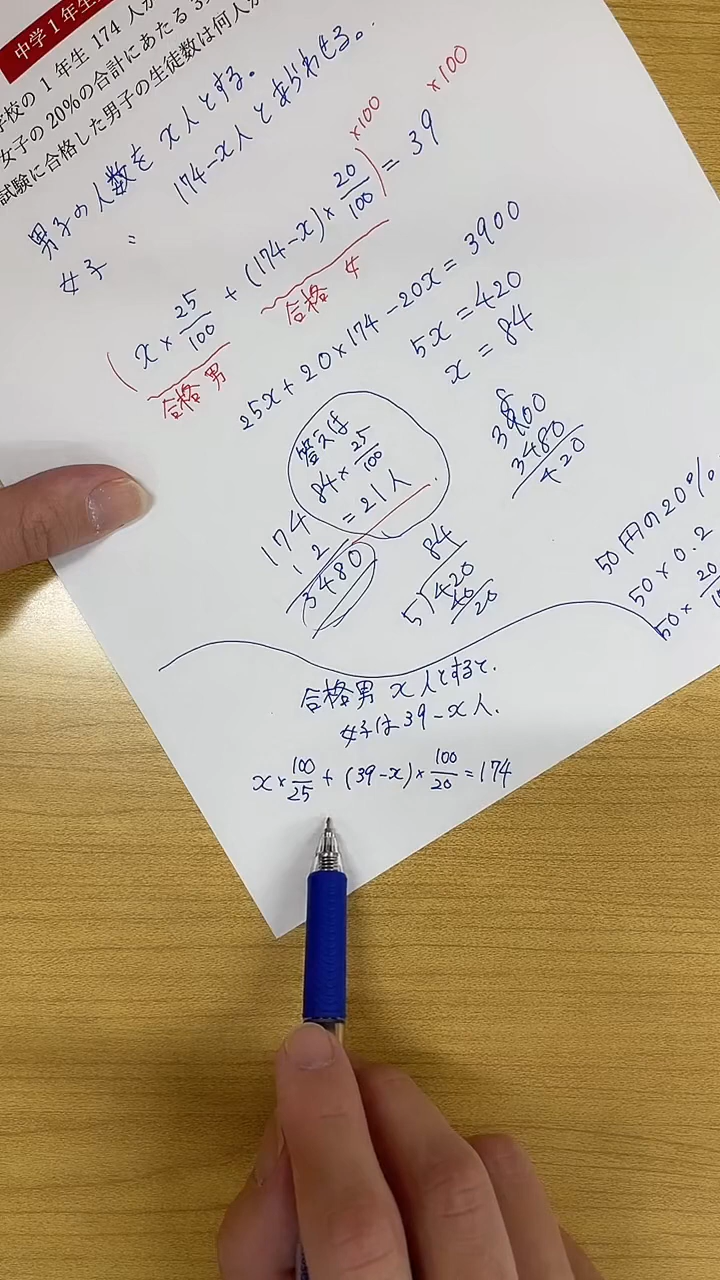 中学1年生
学校の1年生174人が
女子の20%の合計にあたる3
試験に合格した男子の生徒数は何人か
男子の人数をx人とする。
女子 : 174-x人とあらわせる。
(x×25/100+(174-x)×20/100)=39
×100 ×100
合格男 合格女
25x+20×174-20x=3900
5x=420
x=84
答えは
84×25/100
=21人
3900
3480
420
174
12
3480
84
5)420
40
20
50円の20%
50×0.2
50×20/1
合格男x人とすると、
女子は39-x人.
x×100/25+(39-x)×100/20=174